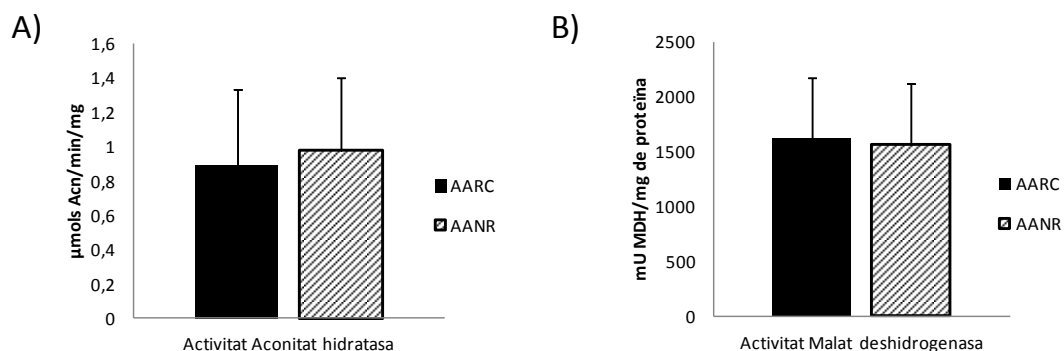 A)
1,6
1,4
1,2
1
0,8
0,6
0,4
0,2
0
µmols Acn/min/mg
Activitat Aconitat hidratasa
AARC
AANR
B)
2500
2000
1500
1000
500
0
mU MDH/mg de proteïna
Activitat Malat deshidrogenasa
AARC
AANR